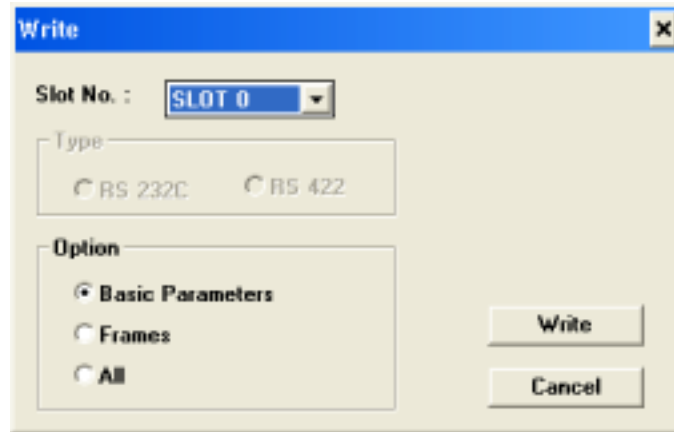 Write
Slot No. : SLOT 0
Type
RS 232C RS 422
Option
Basic Parameters
Frames
All
Write
Cancel